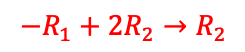 −R₁ + 2R₂ → R₂